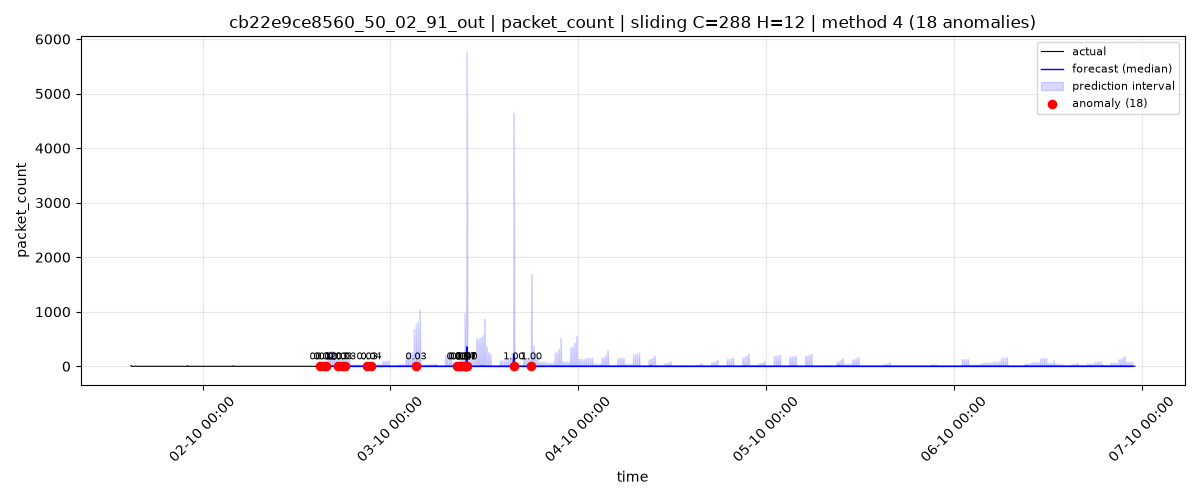 cb22e9ce8560_50_02_91_out | packet_count | sliding C=288 H=12 | method 4 (18 anomalies)
actual
forecast (median)
prediction interval
anomaly (18)
packet_count
6000
5000
4000
3000
2000
1000
0
0.03
1.00
1.00
02-10 00:00
03-10 00:00
04-10 00:00
05-10 00:00
06-10 00:00
07-10 00:00
time